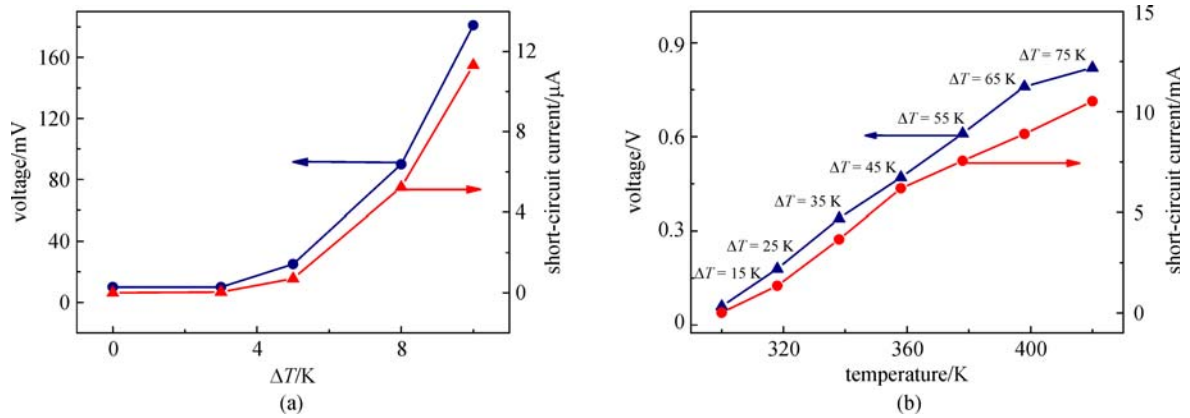 160
120
80
40
0
voltage/mV
12
8
4
0
short-circuit current/μA
0 4 8
ΔT/K
(a)
0.9
0.6
0.3
0
voltage/V
ΔT = 75 K
ΔT = 65 K
ΔT = 55 K
ΔT = 45 K
ΔT = 35 K
ΔT = 25 K
ΔT = 15 K
15
10
5
0
short-circuit current/mA
320 360 400
temperature/K
(b)